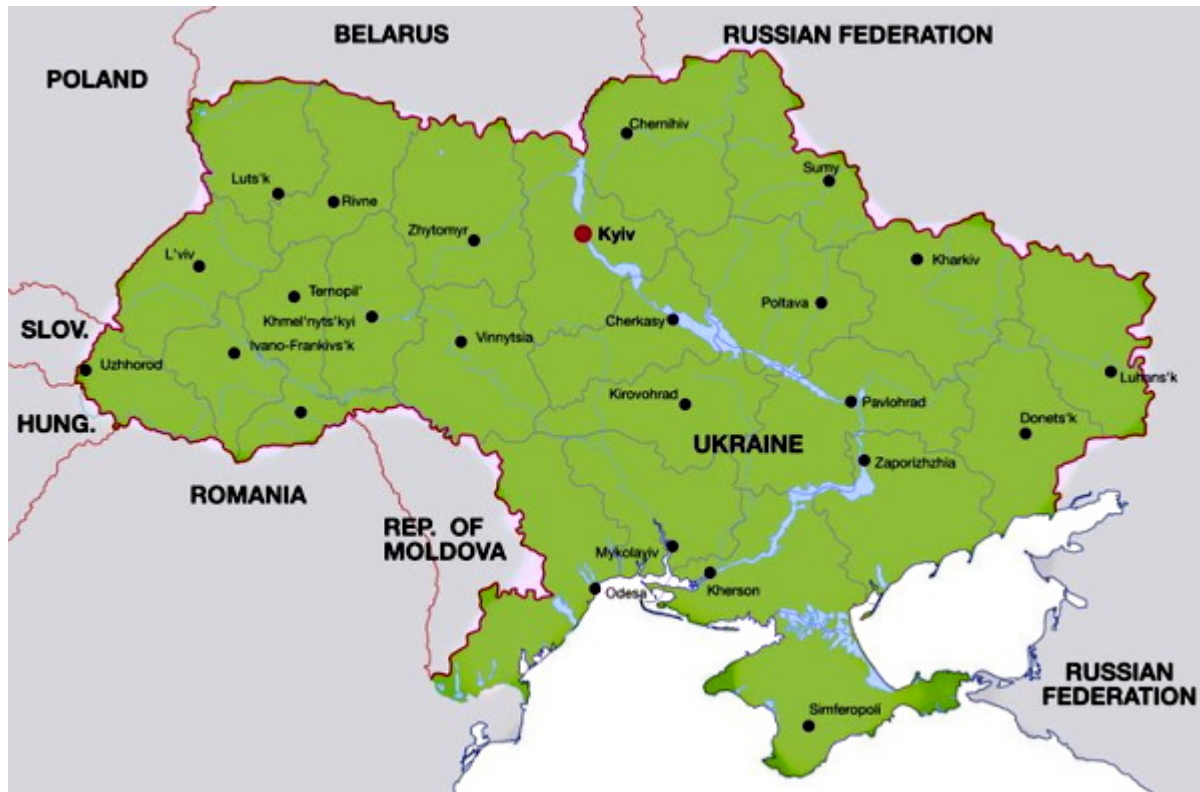 BELARUS
RUSSIAN FEDERATION
POLAND
Chernihiv
Sumy
Luts'k
Rivne
Zhytomyr
Kyiv
L'viv
Kharkiv
Ternopil'
Poltava
Khmel'nyts'kyi
Cherkasy
SLOV.
Vinnytsia
Ivano-Frankivs'k
Uzhhorod
Luhans'k
Kirovohrad
Pavlohrad
HUNG.
Donets'k
UKRAINE
Zaporizhzhia
ROMANIA
REP. OF
MOLDOVA
Mykolayiv
Kherson
Odesa
RUSSIAN
FEDERATION
Simferopoli